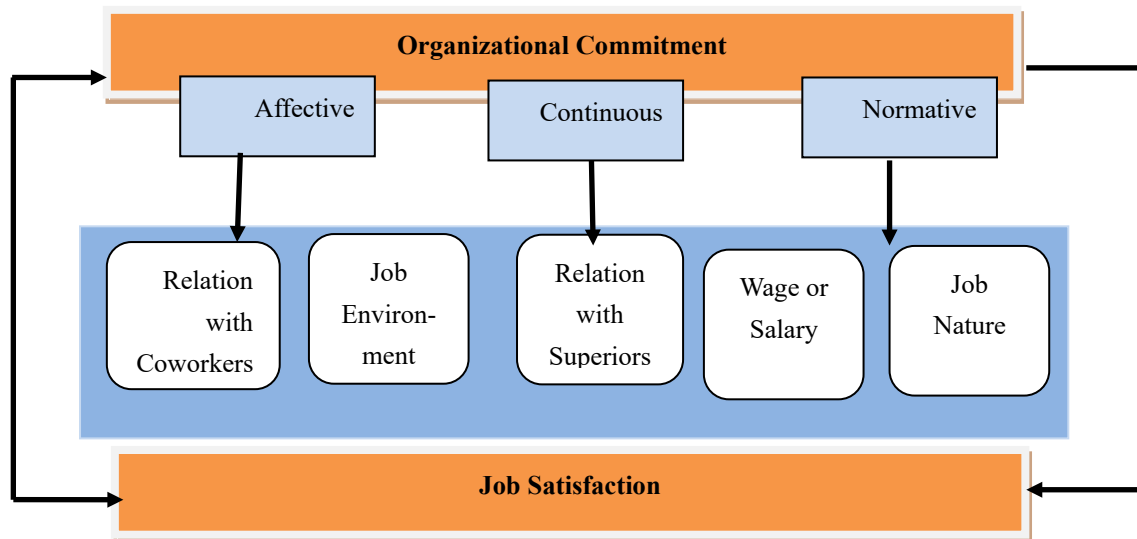 Organizational Commitment
Affective
Continuous
Normative
Relation
with
Coworkers
Job
Environ-
ment
Relation
with
Superiors
Wage or
Salary
Job
Nature
Job Satisfaction